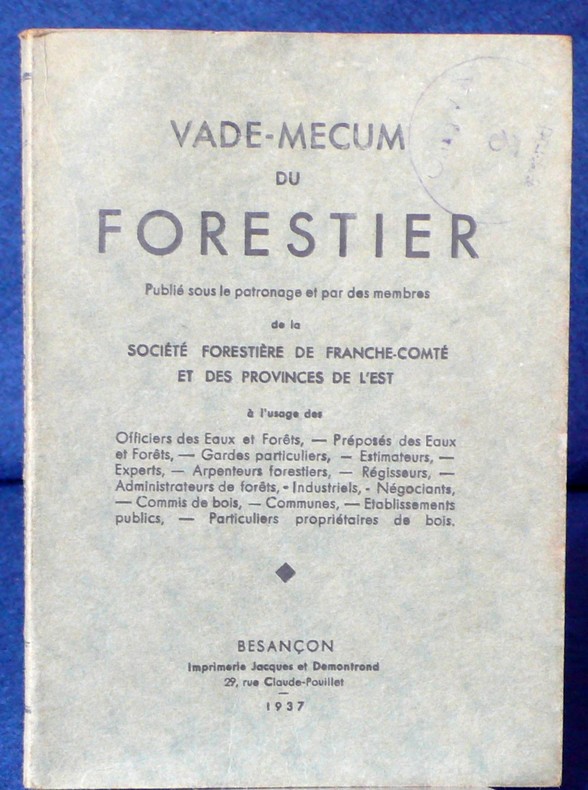 VADE-MECUM
DU
FORESTIER
Publié sous le patronage et par des membres
de la
SOCIÉTÉ FORESTIÈRE DE FRANCHE-COMTÉ
ET DES PROVINCES DE L'EST
à l'usage des
Officiers des Eaux et Forêts, — Préposés des Eaux
et Forêts, — Gardes particuliers, — Estimateurs, —
Experts, — Arpenteurs forestiers, — Régisseurs, —
Administrateurs de forêts, - Industriels, - Négociants,
— Commis de bois, — Communes, — Etablissements
publics, — Particuliers propriétaires de bois.
BESANÇON
Imprimerie Jacques et Demontrond
29, rue Claude-Pouillet
—
1937